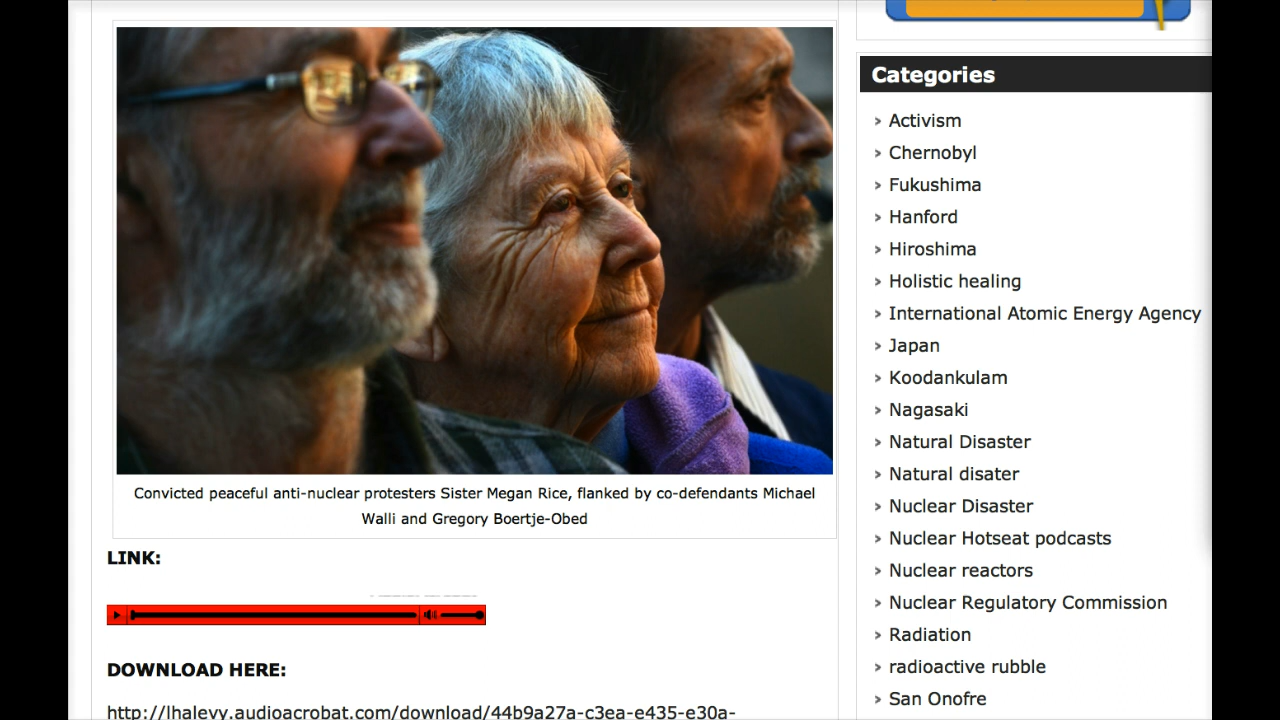 Convicted peaceful anti-nuclear protesters Sister Megan Rice, flanked by co-defendants Michael
Walli and Gregory Boertje-Obed
LINK:
DOWNLOAD HERE:
http://lhalevy.audioacrobat.com/download/44b9a27a-c3ea-e435-e30a-
Categories
› Activism
› Chernobyl
› Fukushima
› Hanford
› Hiroshima
› Holistic healing
› International Atomic Energy Agency
› Japan
› Koodankulam
› Nagasaki
› Natural Disaster
› Natural disater
› Nuclear Disaster
› Nuclear Hotseat podcasts
› Nuclear reactors
› Nuclear Regulatory Commission
› Radiation
› radioactive rubble
› San Onofre